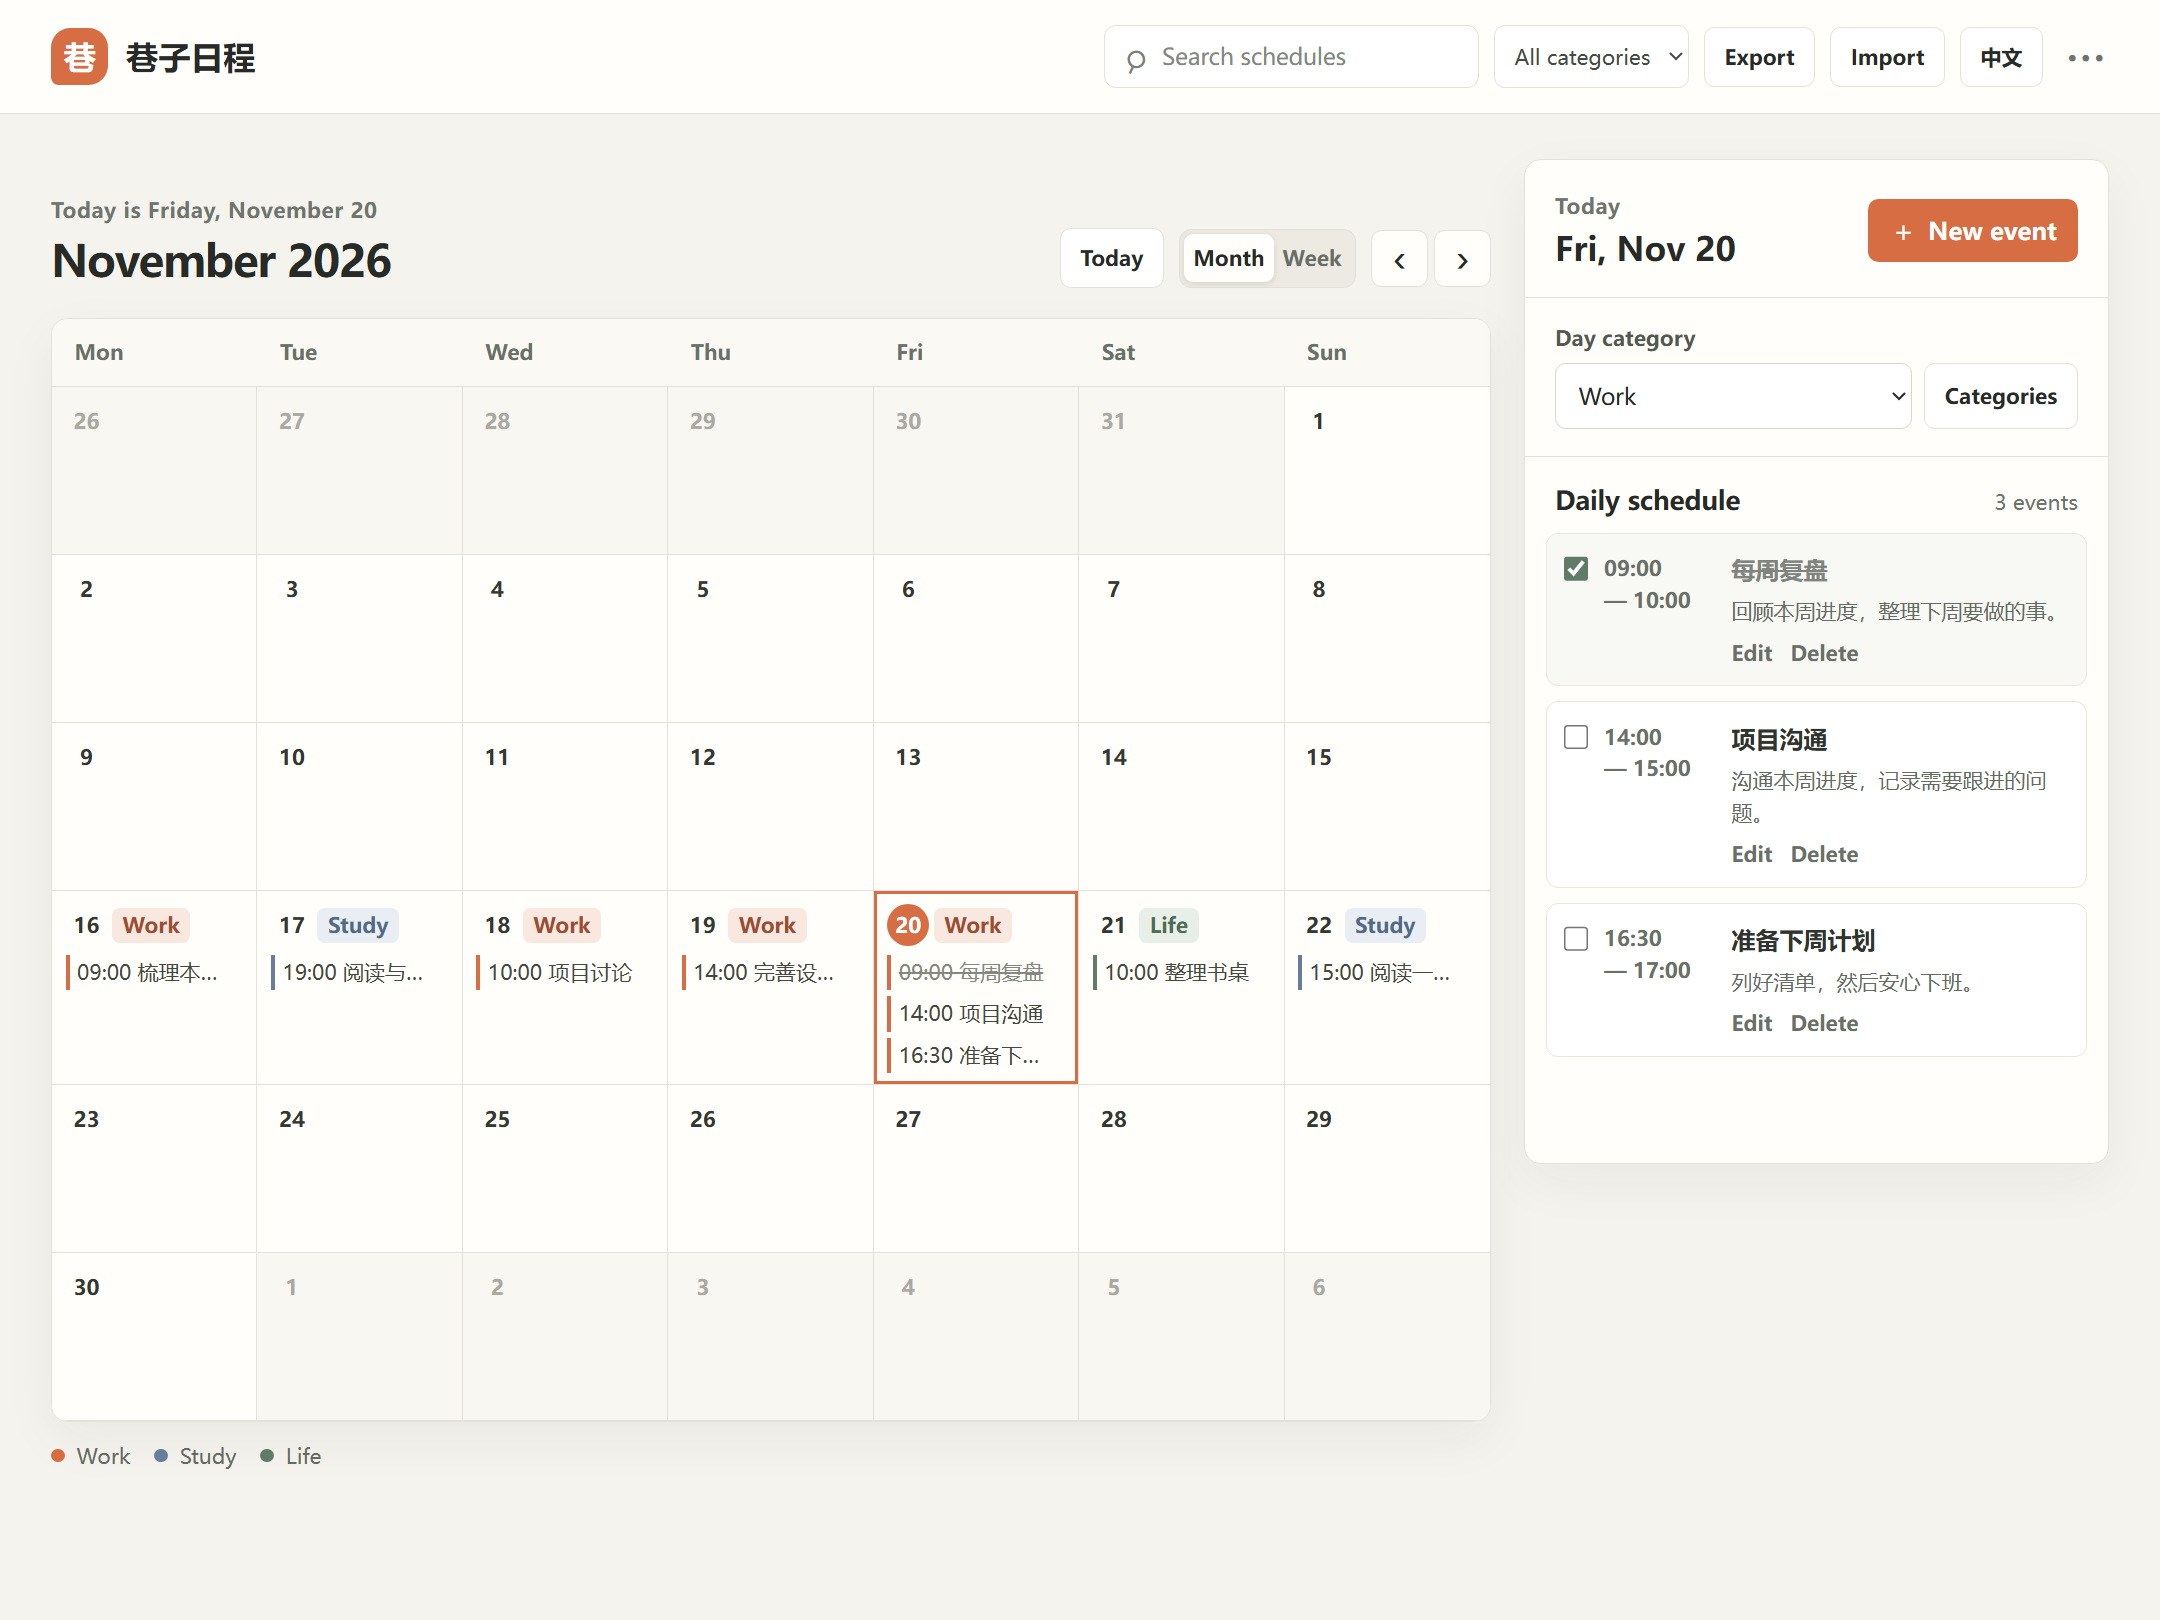 巷 巷子日程
Search schedules
All categories
Export
Import
中文
Today is Friday, November 20
November 2026
Today
Month
Week
Mon Tue Wed Thu Fri Sat Sun
26 27 28 29 30 31 1
2 3 4 5 6 7 8
9 10 11 12 13 14 15
16 Work
09:00 梳理本...
17 Study
19:00 阅读与...
18 Work
10:00 项目讨论
19 Work
14:00 完善设...
20 Work
09:00 每周复盘
14:00 项目沟通
16:30 准备下...
21 Life
10:00 整理书桌
22 Study
15:00 阅读一...
23 24 25 26 27 28 29
30 1 2 3 4 5 6
Work Study Life
Today
Fri, Nov 20
+ New event
Day category
Work
Categories
Daily schedule
3 events
09:00
— 10:00
每周复盘
回顾本周进度，整理下周要做的事。
Edit Delete
14:00
— 15:00
项目沟通
沟通本周进度，记录需要跟进的问
题。
Edit Delete
16:30
— 17:00
准备下周计划
列好清单，然后安心下班。
Edit Delete